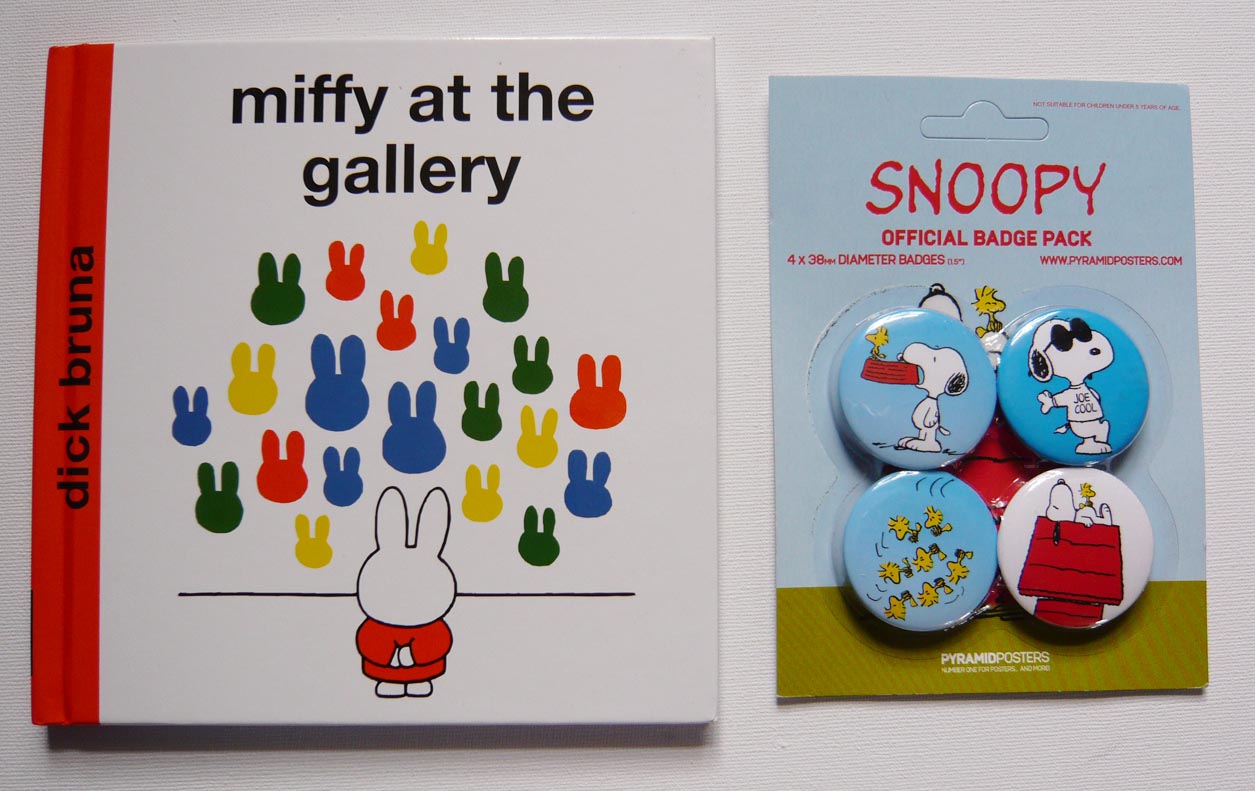 miffy at the
gallery
dick bruna
NOT SUITABLE FOR CHILDREN UNDER 5 YEARS OF AGE.
SNOOPY
OFFICIAL BADGE PACK
4 x 38MM DIAMETER BADGES (1.5")
WWW.PYRAMIDPOSTERS.COM
JOE
COOL
PYRAMIDPOSTERS
NUMBER ONE FOR POSTERS... AND MORE!